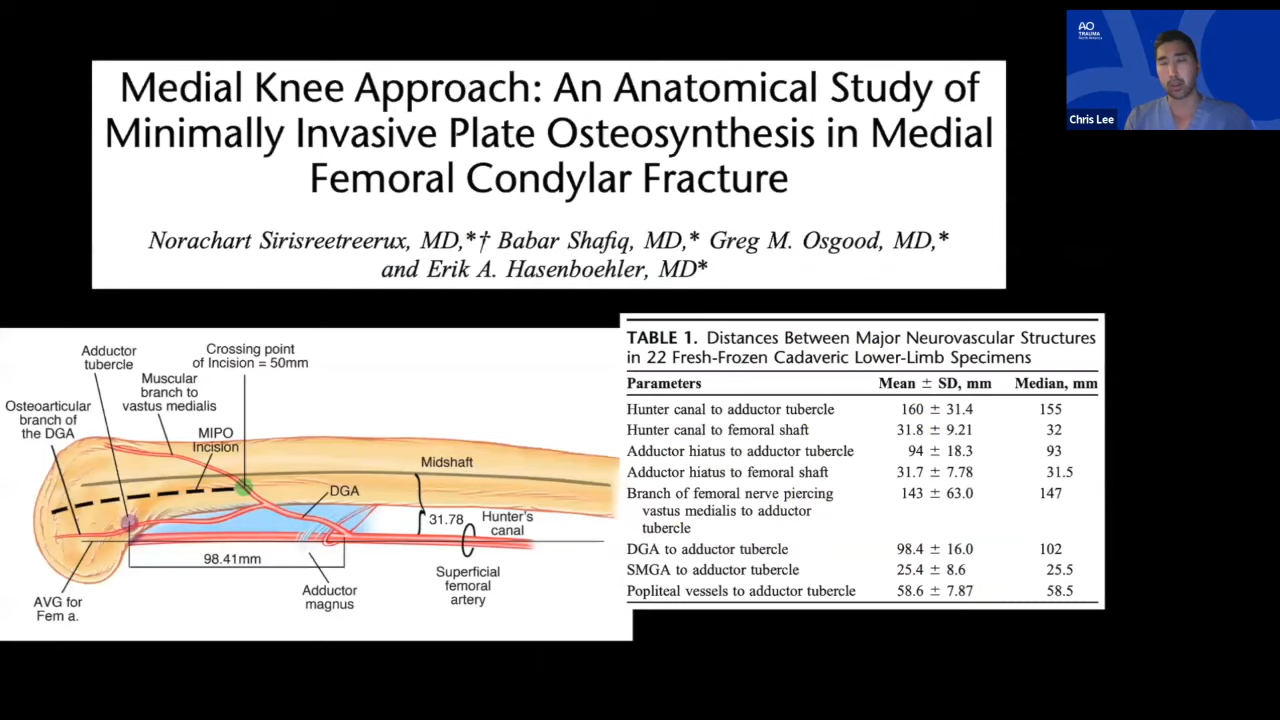 AO
TRAUMA
North America
Chris Lee
Medial Knee Approach: An Anatomical Study of
Minimally Invasive Plate Osteosynthesis in Medial
Femoral Condylar Fracture
Norachart Sirisreetreerux, MD,*† Babar Shafiq, MD,* Greg M. Osgood, MD,*
and Erik A. Hasenboehler, MD*
Adductor
tubercle
Crossing point
of Incision = 50mm
Muscular
branch to
vastus medialis
Osteoarticular
branch of
the DGA
MIPO
Incision
Midshaft
DGA
31.78
Hunter's
canal
98.41mm
Superficial
femoral
artery
Adductor
magnus
AVG for
Fem a.
TABLE 1. Distances Between Major Neurovascular Structures
in 22 Fresh-Frozen Cadaveric Lower-Limb Specimens
Parameters Mean ± SD, mm Median, mm
Hunter canal to adductor tubercle 160 ± 31.4 155
Hunter canal to femoral shaft 31.8 ± 9.21 32
Adductor hiatus to adductor tubercle 94 ± 18.3 93
Adductor hiatus to femoral shaft 31.7 ± 7.78 31.5
Branch of femoral nerve piercing 143 ± 63.0 147
vastus medialis to adductor
tubercle
DGA to adductor tubercle 98.4 ± 16.0 102
SMGA to adductor tubercle 25.4 ± 8.6 25.5
Popliteal vessels to adductor tubercle 58.6 ± 7.87 58.5